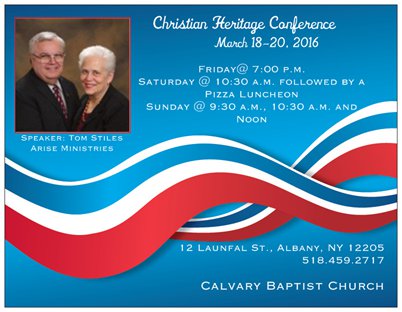 Christian Heritage Conference
March 18-20, 2016
Friday@ 7:00 p.m.
Saturday @ 10:30 a.m. followed by a
Pizza Luncheon
Sunday @ 9:30 a.m., 10:30 a.m. and
Noon
Speaker: Tom Stiles
Arise Ministries
12 Launfal St., Albany, NY 12205
518.459.2717
Calvary Baptist Church